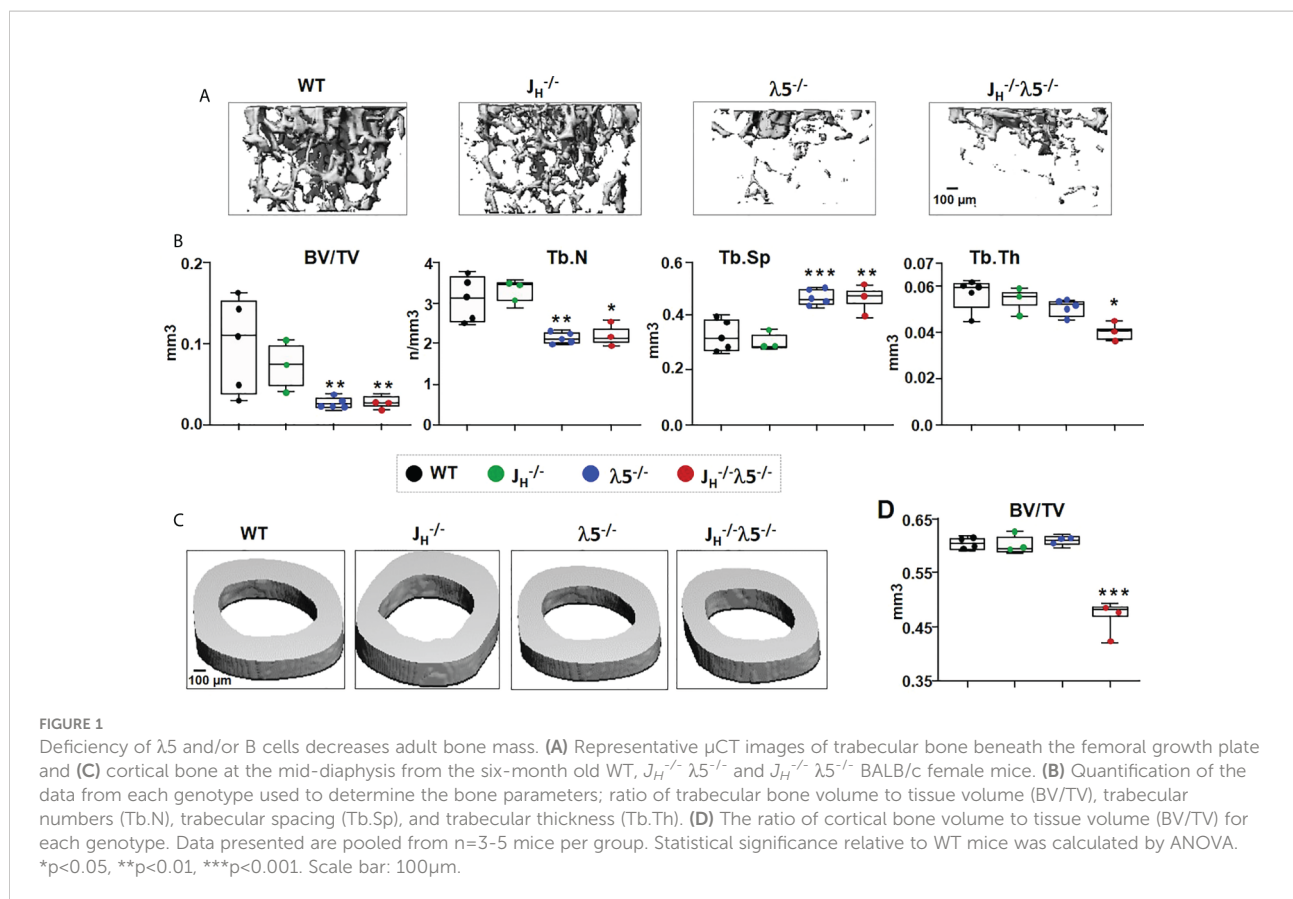 A
WT
J_H^-/-
λ5^-/-
J_H^-/-λ5^-/-
100 µm
B
BV/TV
Tb.N
Tb.Sp
Tb.Th
mm3
0.2
0.1
0.0
**
**
n/mm3
4
3
2
1
0
**
*
mm3
0.6
0.4
0.2
0.0
***
**
mm3
0.07
0.06
0.04
0.02
0.0
*
WT
J_H^-/-
λ5^-/-
J_H^-/-λ5^-/-
C
WT
J_H^-/-
λ5^-/-
J_H^-/-λ5^-/-
100 µm
D
BV/TV
mm3
0.65
0.55
0.45
0.35
***
FIGURE 1
Deficiency of λ5 and/or B cells decreases adult bone mass. (A) Representative µCT images of trabecular bone beneath the femoral growth plate
and (C) cortical bone at the mid-diaphysis from the six-month old WT, J_H^-/- λ5^-/- and J_H^-/- λ5^-/- BALB/c female mice. (B) Quantification of the
data from each genotype used to determine the bone parameters; ratio of trabecular bone volume to tissue volume (BV/TV), trabecular
numbers (Tb.N), trabecular spacing (Tb.Sp), and trabecular thickness (Tb.Th). (D) The ratio of cortical bone volume to tissue volume (BV/TV) for
each genotype. Data presented are pooled from n=3-5 mice per group. Statistical significance relative to WT mice was calculated by ANOVA.
*p<0.05, **p<0.01, ***p<0.001. Scale bar: 100µm.